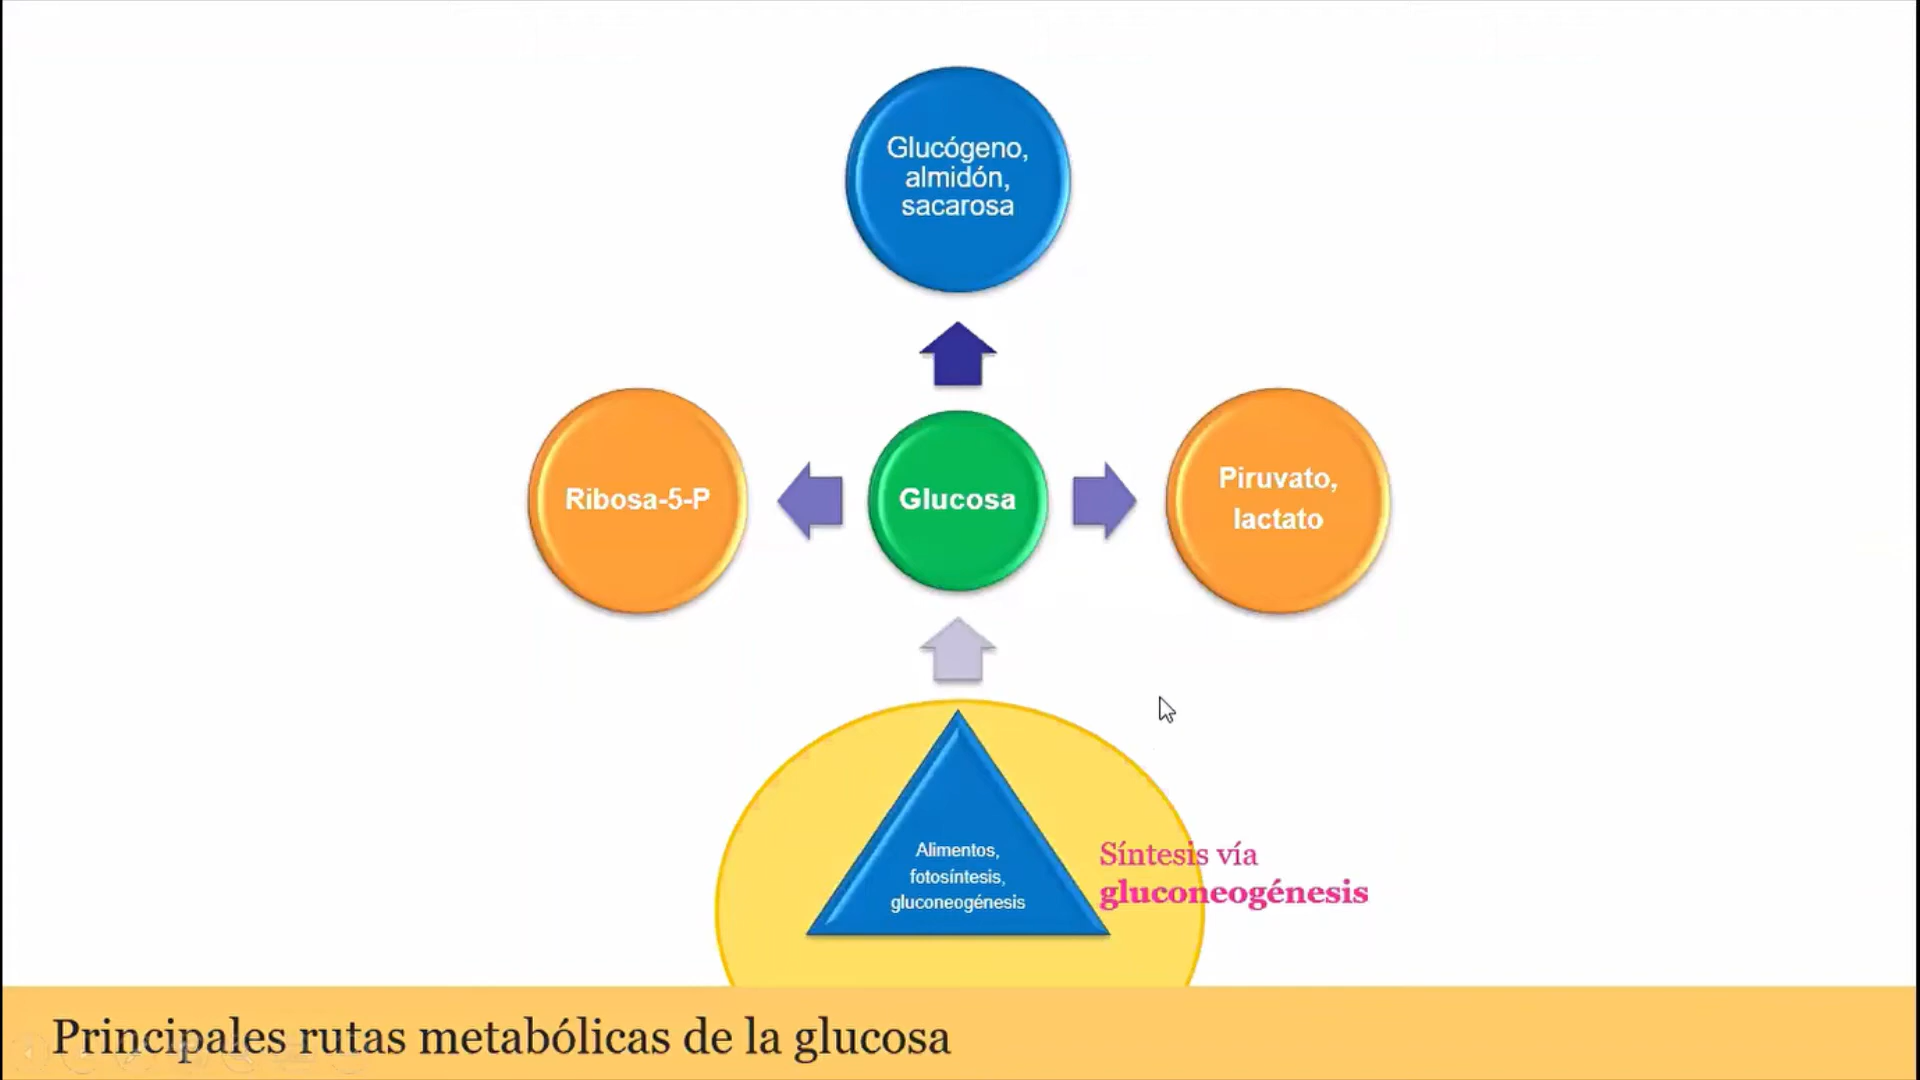 Glucógeno,
almidón,
sacarosa
Ribosa-5-P
Glucosa
Piruvato,
lactato
Alimentos,
fotosíntesis,
gluconeogénesis
Síntesis vía
gluconeogénesis
Principales rutas metabólicas de la glucosa